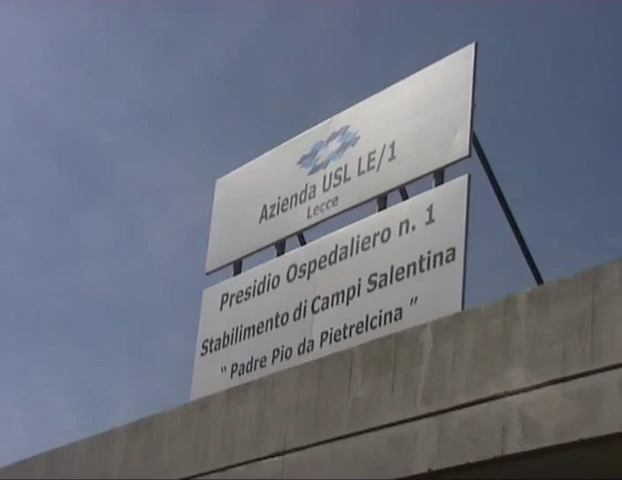 Azienda USL LE/1
Lecce
Presidio Ospedaliero n. 1
Stabilimento di Campi Salentina
" Padre Pio da Pietrelcina "